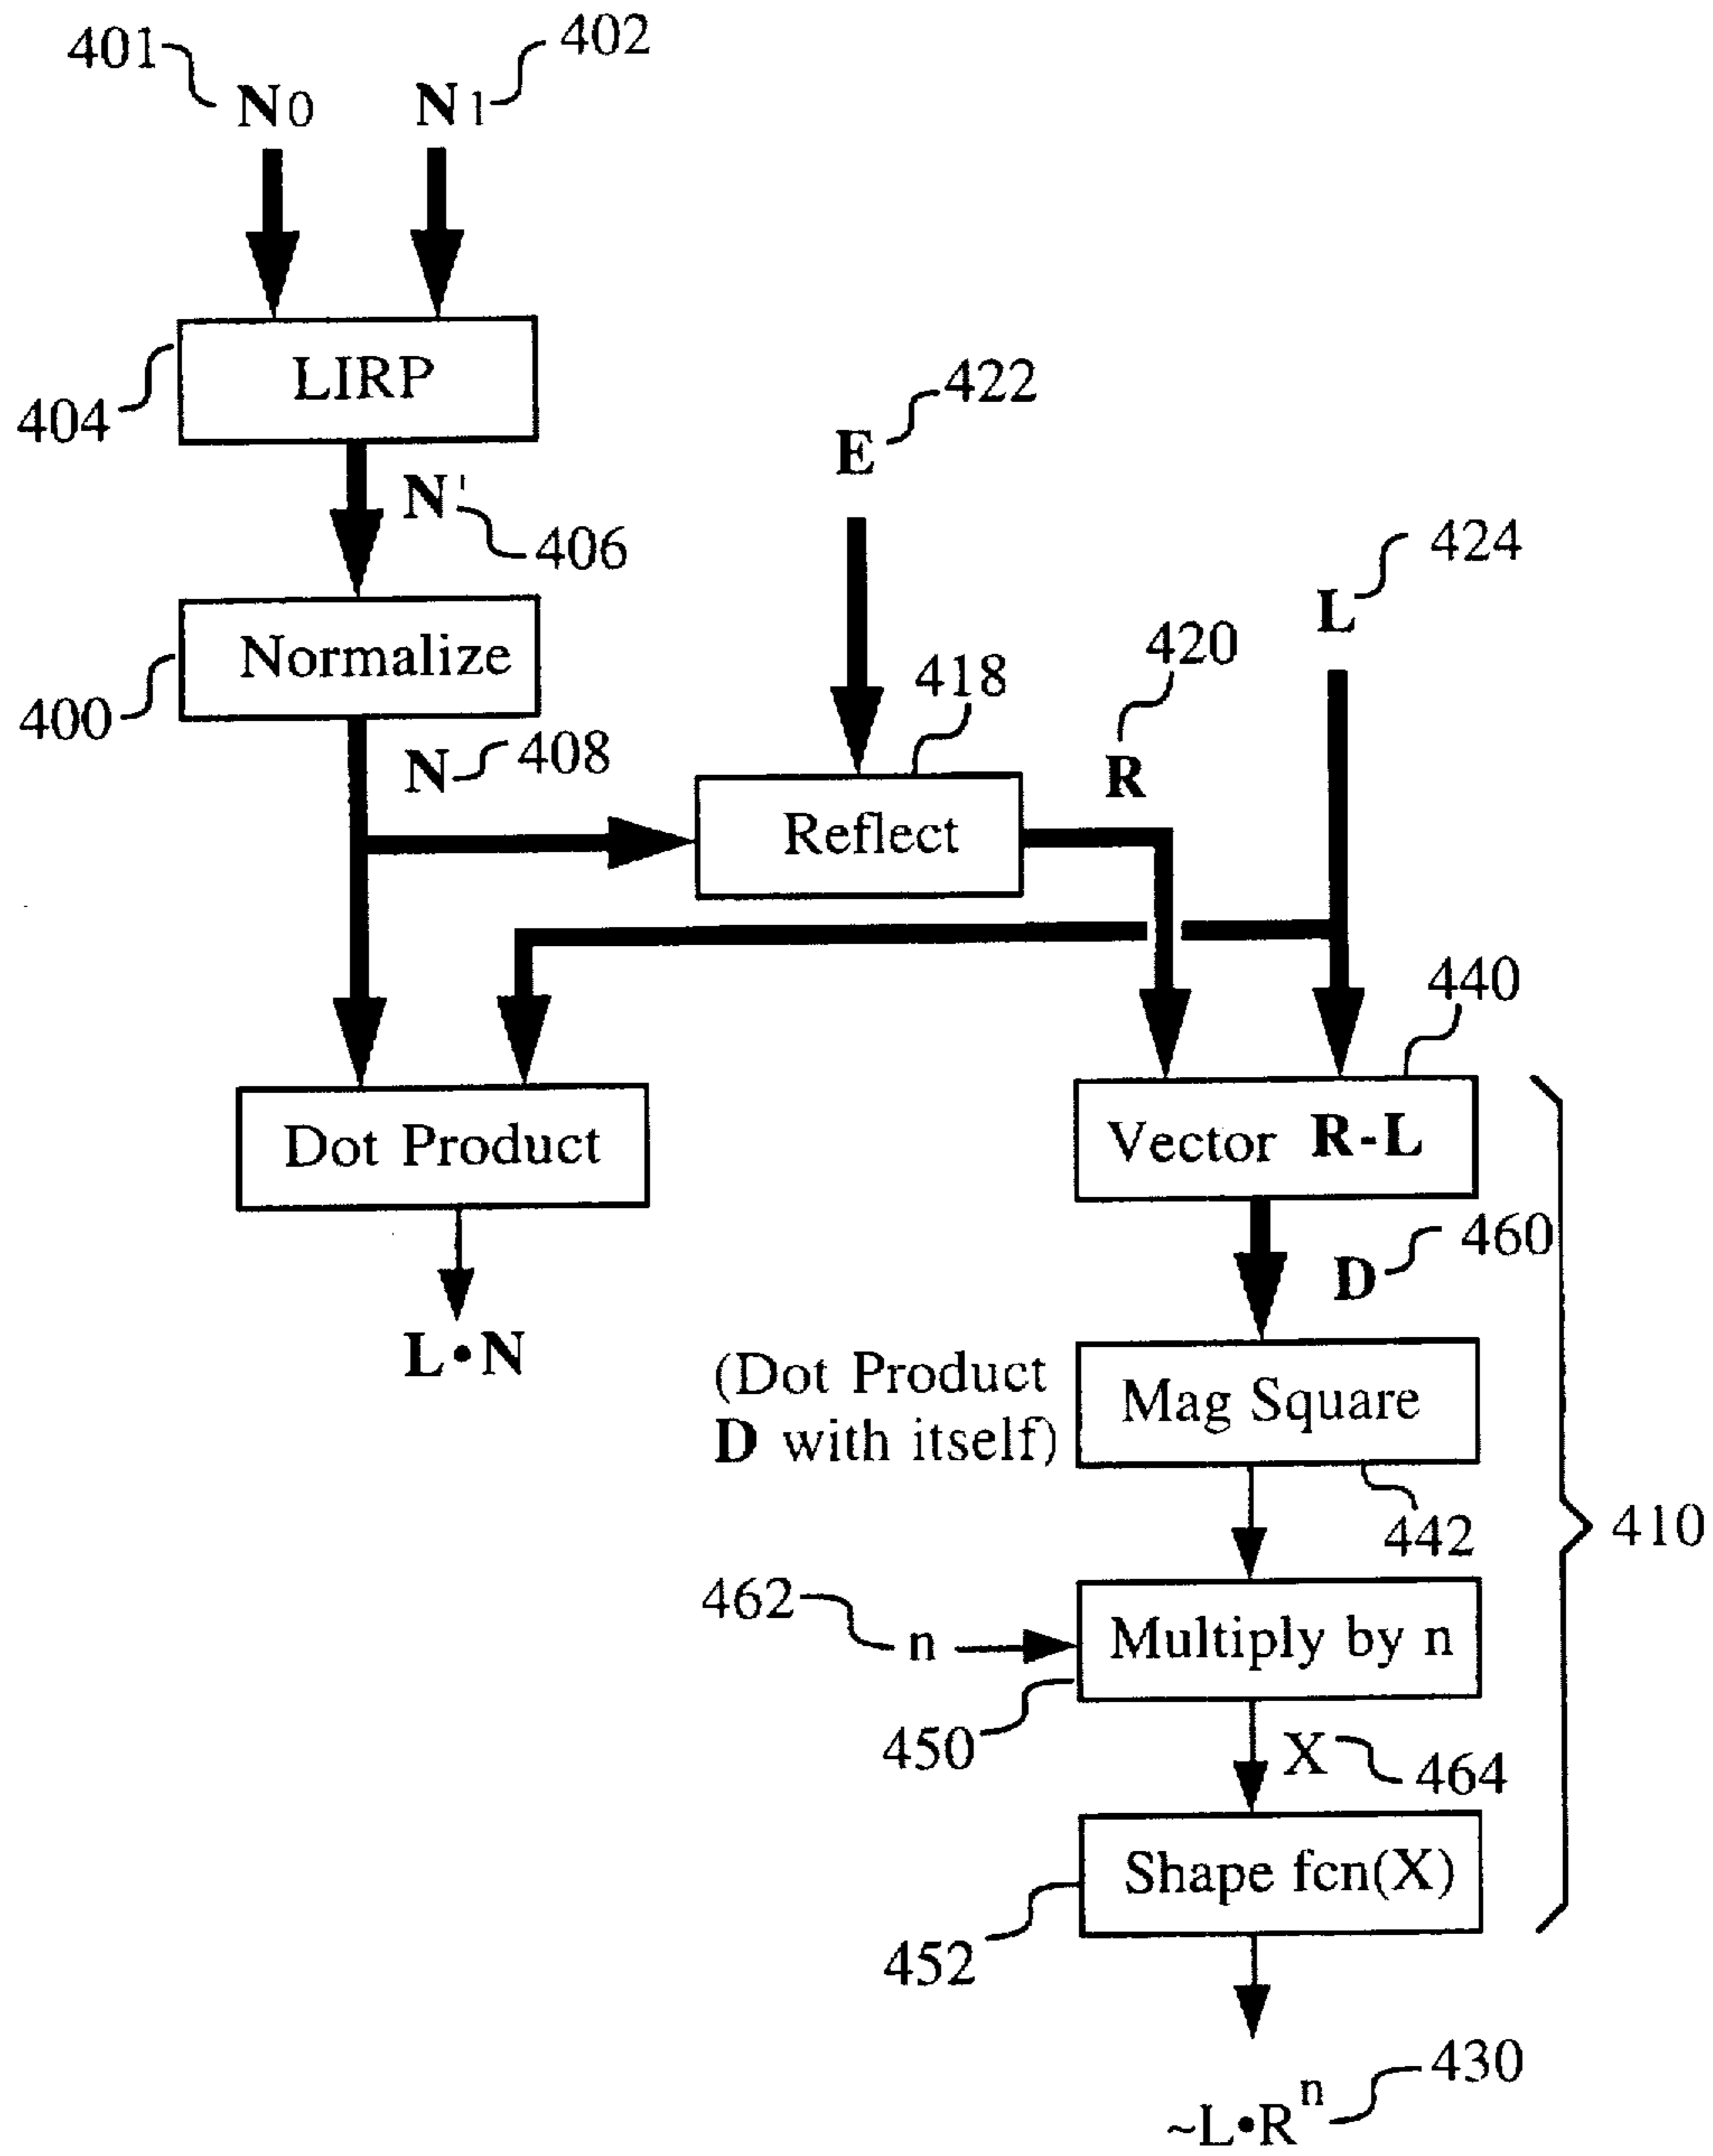 401
402
N0
N1
LIRP
404
422
E
N'
406
424
L
Normalize
400
420
418
N
408
R
Reflect
440
Dot Product
Vector R-L
460
D
L•N
(Dot Product
D with itself)
Mag Square
442
410
462
n
Multiply by n
450
X
464
Shape fcn(X)
452
430
~L•Rⁿ